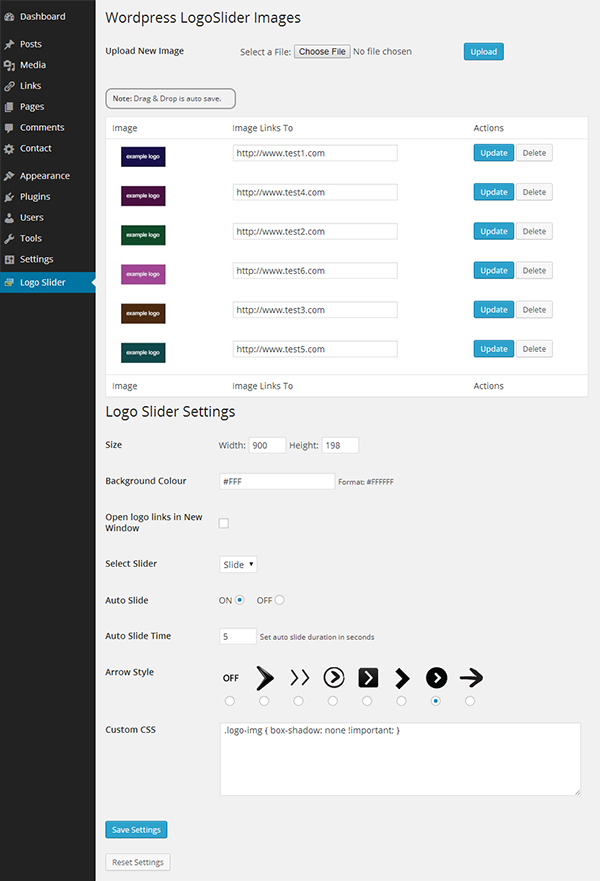 Dashboard
Posts
Media
Links
Pages
Comments
Contact
Appearance
Plugins
Users
Tools
Settings
Logo Slider
Wordpress LogoSlider Images
Upload New Image Select a File: Choose File No file chosen Upload
Note: Drag & Drop is auto save.
Image Image Links To Actions
example logo http://www.test1.com Update Delete
example logo http://www.test4.com Update Delete
example logo http://www.test2.com Update Delete
example logo http://www.test6.com Update Delete
example logo http://www.test3.com Update Delete
example logo http://www.test5.com Update Delete
Image Image Links To Actions
Logo Slider Settings
Size Width: 900 Height: 198
Background Colour #FFF Format: #FFFFFF
Open logo links in New
Window
Select Slider Slide
Auto Slide ON OFF
Auto Slide Time 5 Set auto slide duration in seconds
Arrow Style OFF
Custom CSS .logo-img { box-shadow: none !important; }
Save Settings
Reset Settings